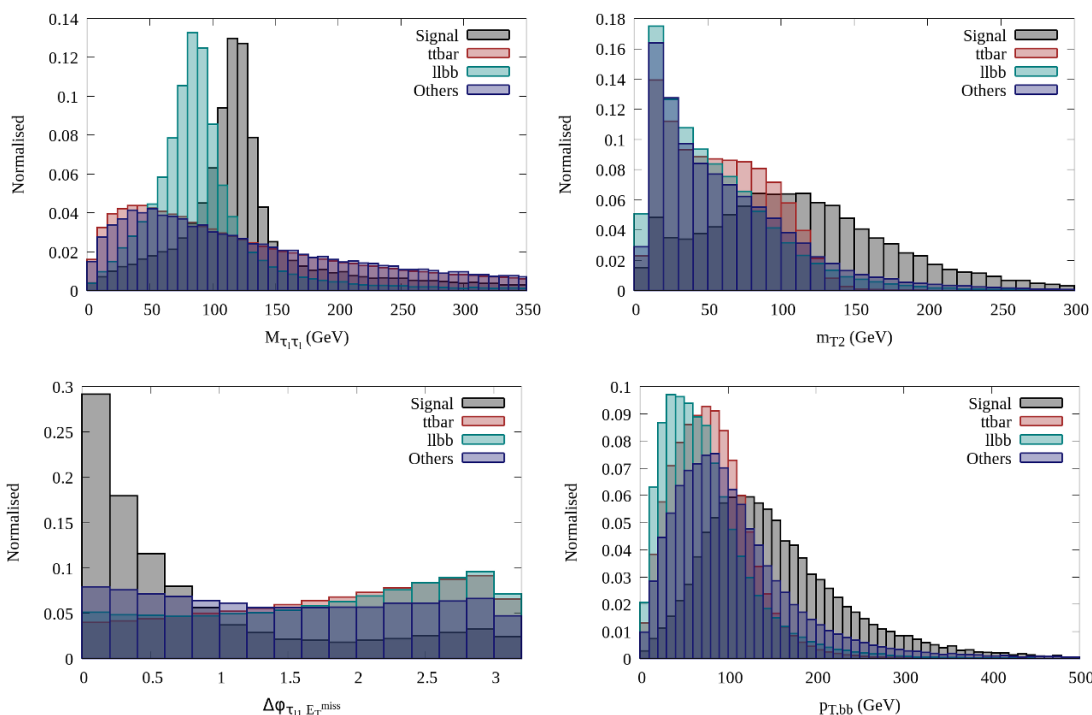 0.14
0.12
0.1
0.08
0.06
0.04
0.02
0
Normalised
Signal
ttbar
llbb
Others
0 50 100 150 200 250 300 350
M_τ_lτ_l (GeV)
0.18
0.16
0.14
0.12
0.1
0.08
0.06
0.04
0.02
0
Normalised
Signal
ttbar
llbb
Others
0 50 100 150 200 250 300
m_T2 (GeV)
0.3
0.25
0.2
0.15
0.1
0.05
0
Normalised
Signal
ttbar
llbb
Others
0 0.5 1 1.5 2 2.5 3
Δφ_τ_l1 E_T^miss
0.1
0.09
0.08
0.07
0.06
0.05
0.04
0.03
0.02
0.01
0
Normalised
Signal
ttbar
llbb
Others
0 100 200 300 400 500
p_T,bb (GeV)